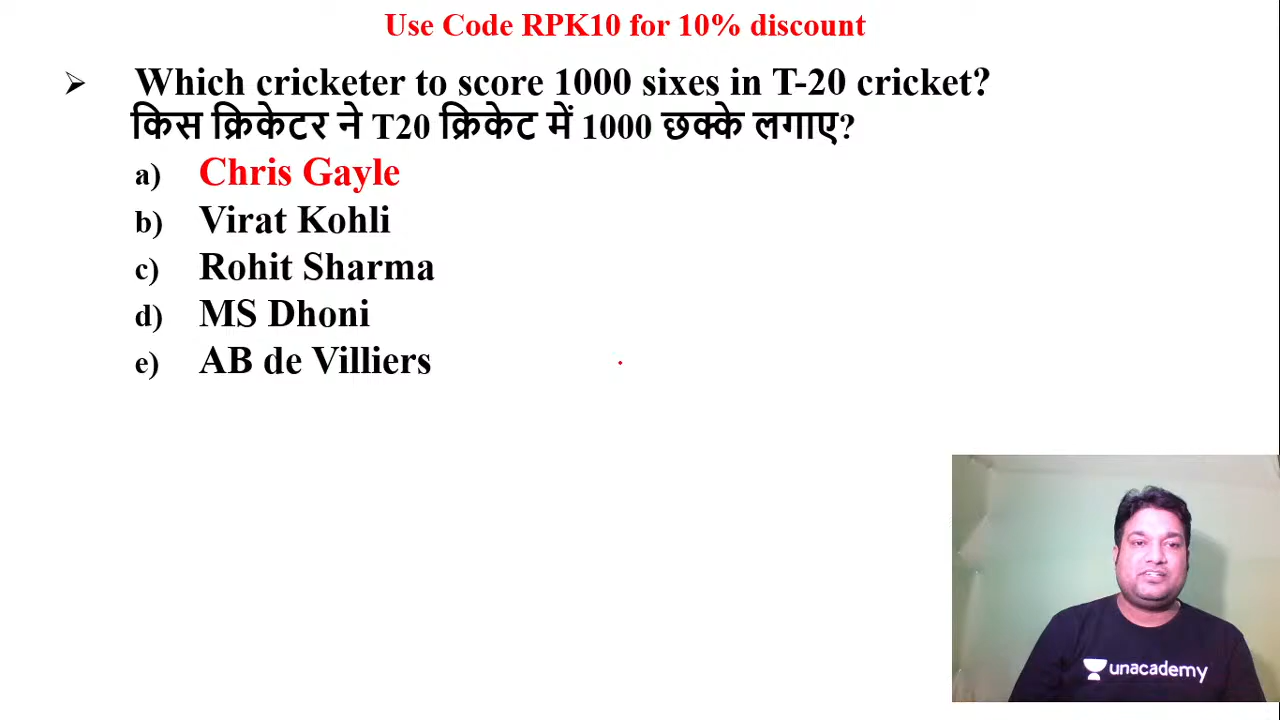 Use Code RPK10 for 10% discount
➢ Which cricketer to score 1000 sixes in T-20 cricket?
किस क्रिकेटर ने T20 क्रिकेट में 1000 छक्के लगाए?
a) Chris Gayle
b) Virat Kohli
c) Rohit Sharma
d) MS Dhoni
e) AB de Villiers
unacademy